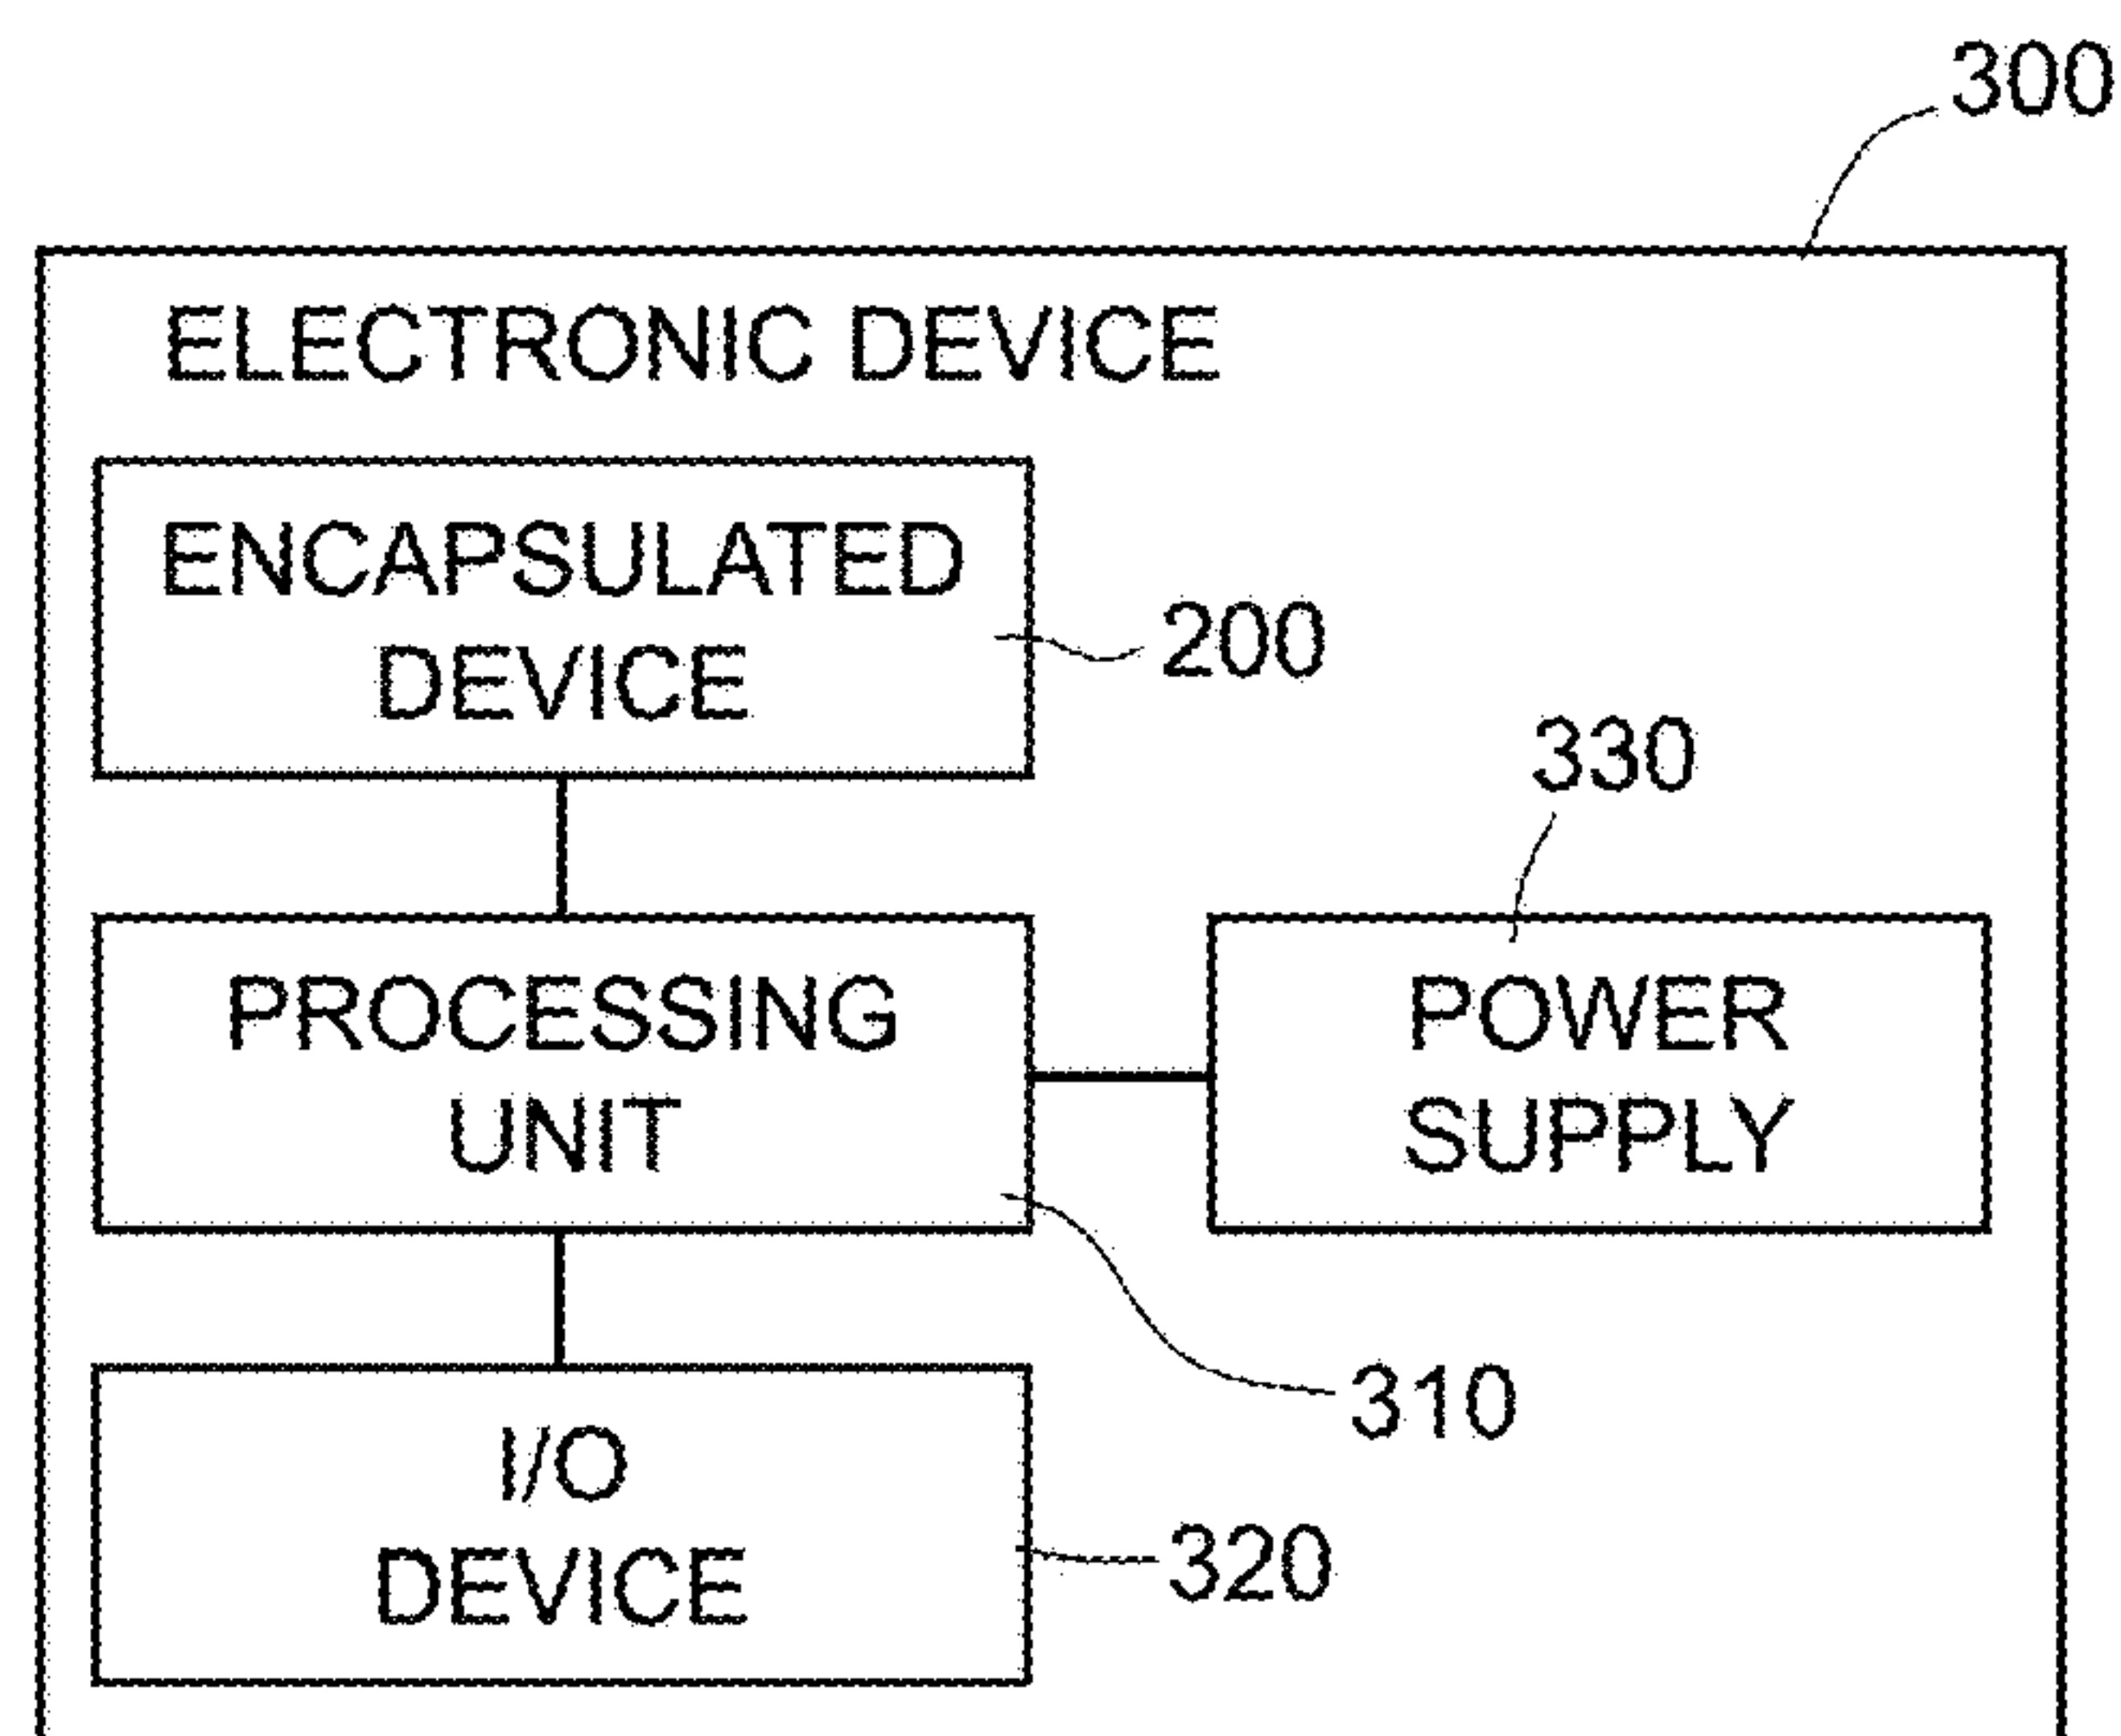 300
ELECTRONIC DEVICE
ENCAPSULATED
DEVICE
200
330
PROCESSING
UNIT
POWER
SUPPLY
310
I/O
DEVICE
320